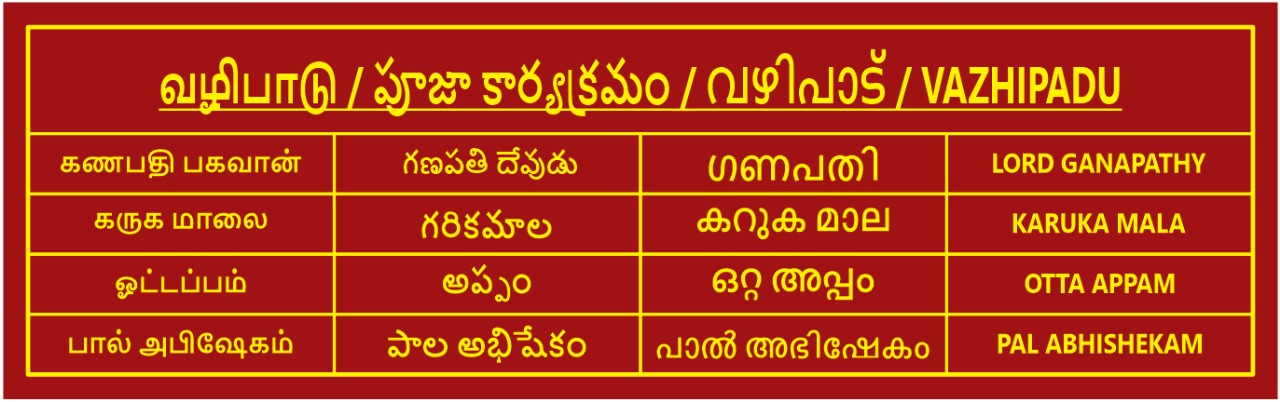 வழிபாடு / పూజా కార్యక్రమం / വഴിപാട് / VAZHIPADU
கணபதி பகவான் గణపతి దేవుడు ഗണപതി LORD GANAPATHY
கருக மாலை గరికమాల കറുക മാല KARUKA MALA
ஓட்டப்பம் అప్పం ഒറ്റ അപ്പം OTTA APPAM
பால் அபிஷேகம் పాల అభిషేకం പാൽ അഭിഷേകം PAL ABHISHEKAM